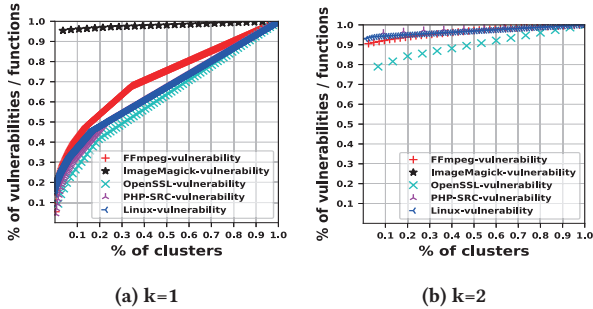 % of vulnerabilities / functions
1.0
0.9
0.8
0.7
0.6
0.5
0.4
0.3
0.2
0.1
FFmpeg-vulnerability
ImageMagick-vulnerability
OpenSSL-vulnerability
PHP-SRC-vulnerability
Linux-vulnerability
0.1 0.2 0.3 0.4 0.5 0.6 0.7 0.8 0.9 1.0
% of clusters
(a) k=1
% of vulnerabilities / functions
1.0
0.9
0.8
0.7
0.6
0.5
0.4
0.3
0.2
0.1
FFmpeg-vulnerability
ImageMagick-vulnerability
OpenSSL-vulnerability
PHP-SRC-vulnerability
Linux-vulnerability
0.1 0.2 0.3 0.4 0.5 0.6 0.7 0.8 0.9 1.0
% of clusters
(b) k=2